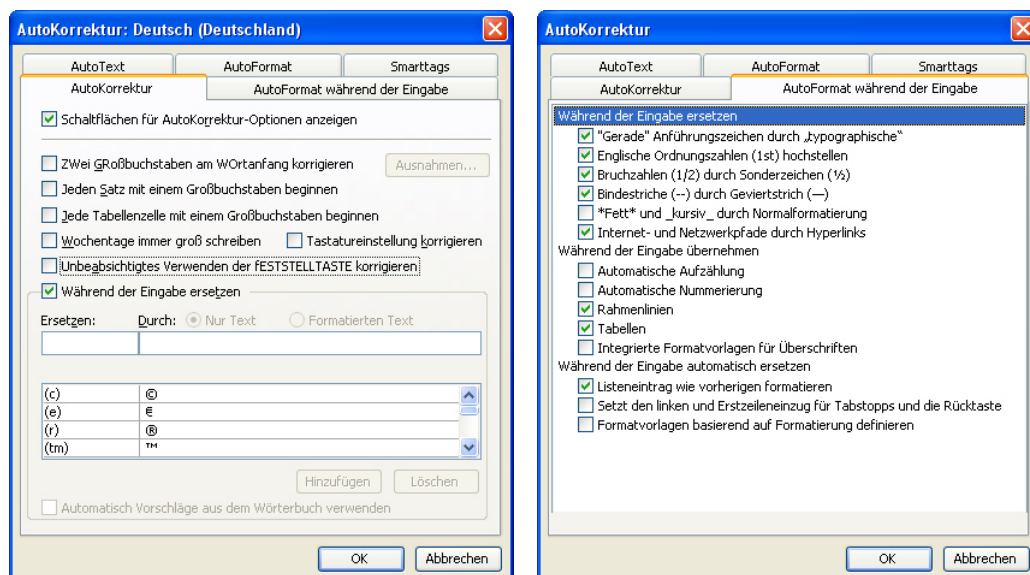 AutoKorrektur: Deutsch (Deutschland)
AutoText AutoFormat Smarttags
AutoKorrektur AutoFormat während der Eingabe
Schaltflächen für AutoKorrektur-Optionen anzeigen
ZWei GRoßbuchstaben am WOrtanfang korrigieren Ausnahmen...
Jeden Satz mit einem Großbuchstaben beginnen
Jede Tabellenzelle mit einem Großbuchstaben beginnen
Wochentage immer groß schreiben Tastatureinstellung korrigieren
Unbeabsichtigtes Verwenden der fESTSTELLTASTE korrigieren
Während der Eingabe ersetzen
Ersetzen: Durch: Nur Text Formatierten Text
(c) ©
(e) €
(r) ®
(tm) ™
Hinzufügen Löschen
Automatisch Vorschläge aus dem Wörterbuch verwenden
OK Abbrechen
AutoKorrektur
AutoText AutoFormat Smarttags
AutoKorrektur AutoFormat während der Eingabe
Während der Eingabe ersetzen
"Gerade" Anführungszeichen durch „typographische“
Englische Ordnungszahlen (1st) hochstellen
Bruchzahlen (1/2) durch Sonderzeichen (½)
Bindestriche (--) durch Geviertstrich (—)
*Fett* und _kursiv_ durch Normalformatierung
Internet- und Netzwerkpfade durch Hyperlinks
Während der Eingabe übernehmen
Automatische Aufzählung
Automatische Nummerierung
Rahmenlinien
Tabellen
Integrierte Formatvorlagen für Überschriften
Während der Eingabe automatisch ersetzen
Listeneintrag wie vorherigen formatieren
Setzt den linken und Erstzeileneinzug für Tabstopps und die Rücktaste
Formatvorlagen basierend auf Formatierung definieren
OK Abbrechen